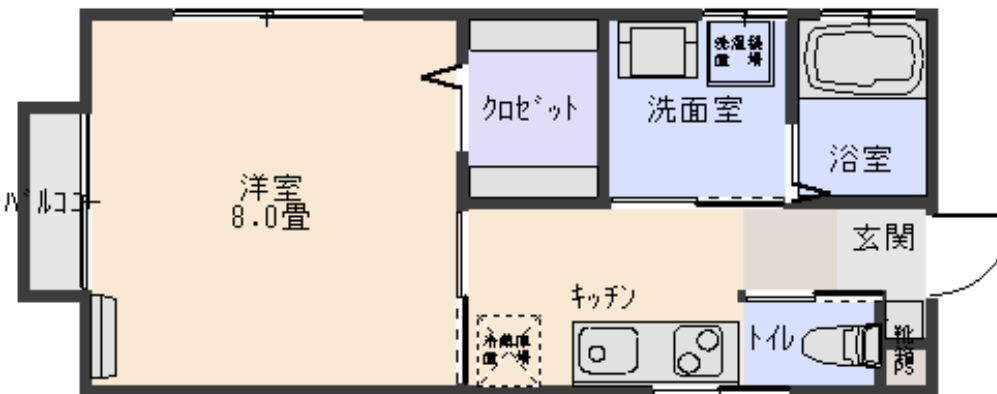 洗濯機
置場
クロゼット
洗面室
浴室
洋室
8.0畳
バルコニ
玄関
キッチン
トイレ
冷蔵庫
置場
靴箱
PS